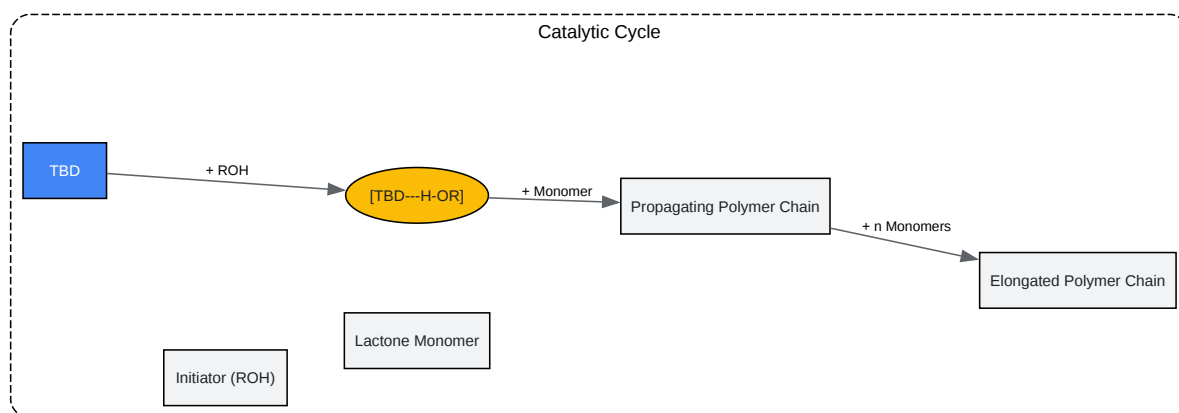 Catalytic Cycle
TBD
+ ROH
[TBD---H-OR]
+ Monomer
Propagating Polymer Chain
+ n Monomers
Elongated Polymer Chain
Lactone Monomer
Initiator (ROH)